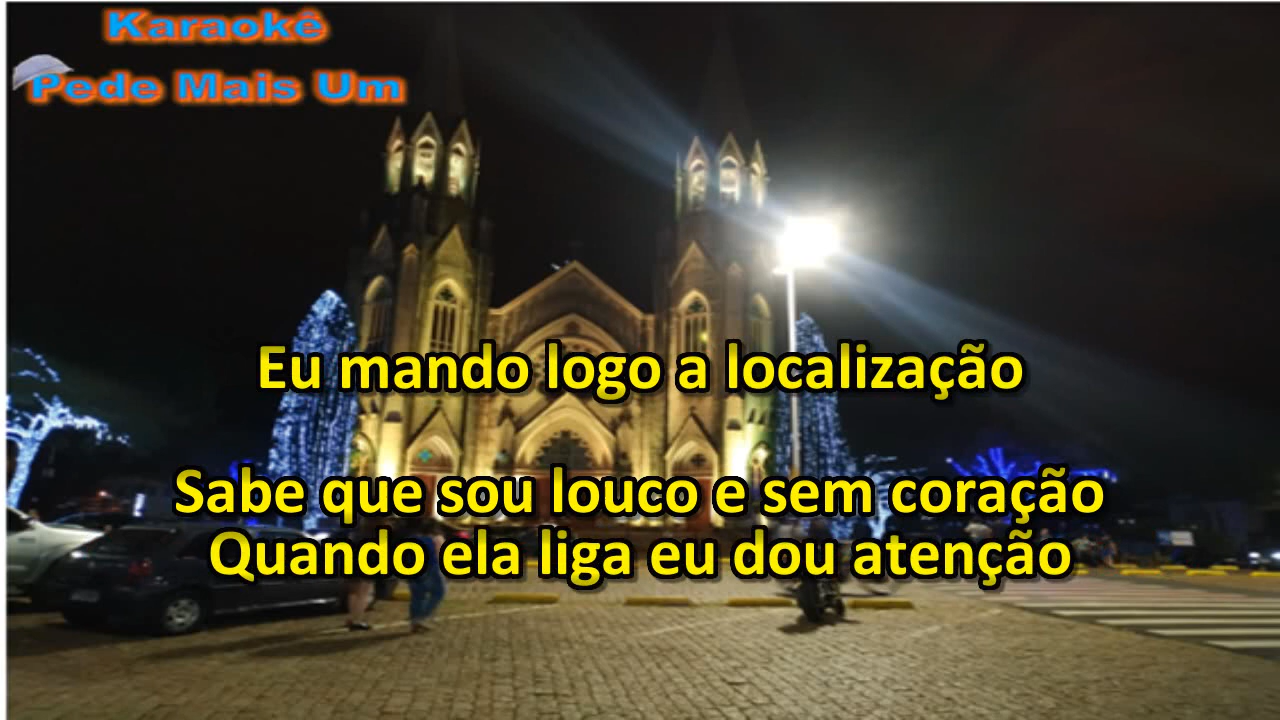 Karaokê
Pede Mais Um
Eu mando logo a localização
Sabe que sou louco e sem coração
Quando ela liga eu dou atenção